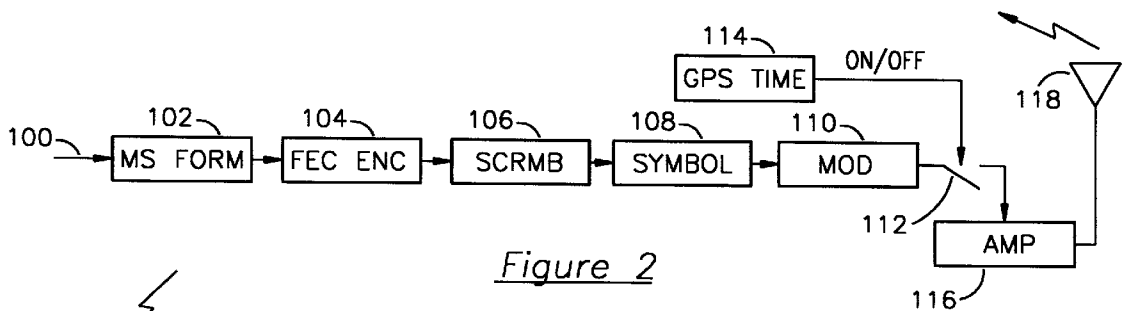 114
GPS TIME
ON/OFF
118
100
102
MS FORM
104
FEC ENC
106
SCRMB
108
SYMBOL
110
MOD
112
AMP
116
Figure 2